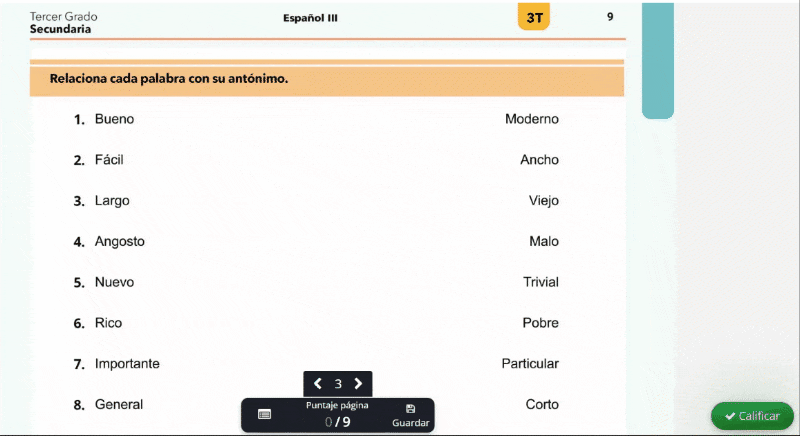 Tercer Grado
Secundaria
Español III
3T
9
Relaciona cada palabra con su antónimo.
1. Bueno Moderno
2. Fácil Ancho
3. Largo Viejo
4. Angosto Malo
5. Nuevo Trivial
6. Rico Pobre
7. Importante Particular
8. General Corto
3
Puntaje página
0/9
Guardar
Calificar